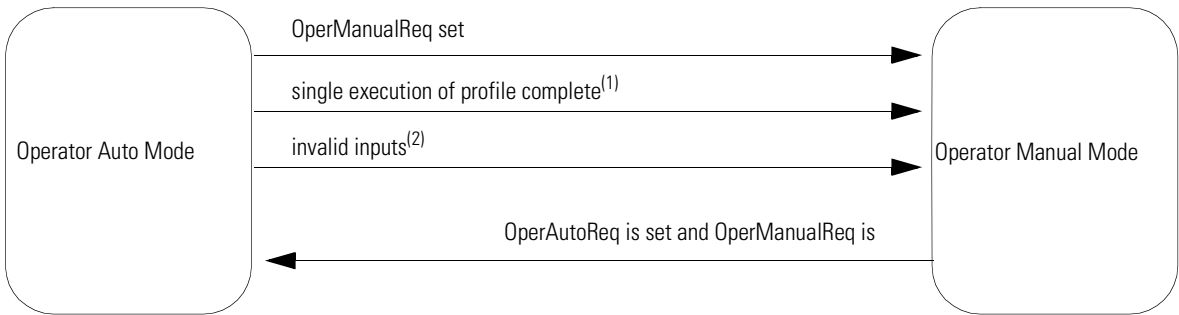 OperManualReq set
single execution of profile complete(1)
invalid inputs(2)
Operator Auto Mode
Operator Manual Mode
OperAutoReq is set and OperManualReq is